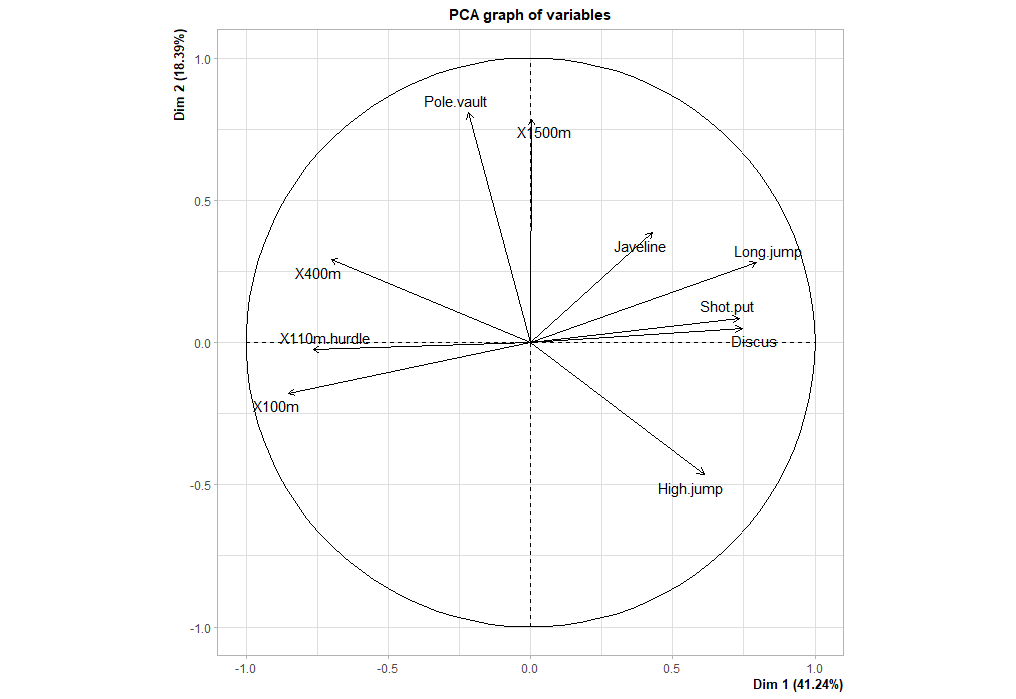 PCA graph of variables
Dim 2 (18.39%)
1.0
0.5
0.0
-0.5
-1.0
Pole.vault
X1500m
Javeline
Long.jump
X400m
Shot.put
X110m.hurdle
Discus
X100m
High.jump
-1.0
-0.5
0.0
0.5
1.0
Dim 1 (41.24%)